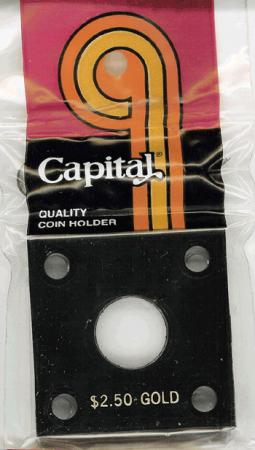 Capital®
QUALITY
COIN HOLDER
$2.50 GOLD